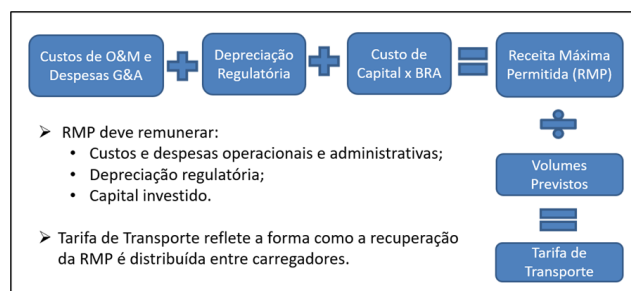 Custos de O&M e
Despesas G&A
Depreciação
Regulatória
Custo de
Capital x BRA
Receita Máxima
Permitida (RMP)
➢ RMP deve remunerar:
• Custos e despesas operacionais e administrativas;
• Depreciação regulatória;
• Capital investido.
➢ Tarifa de Transporte reflete a forma como a recuperação
da RMP é distribuída entre carregadores.
Volumes
Previstos
Tarifa de
Transporte